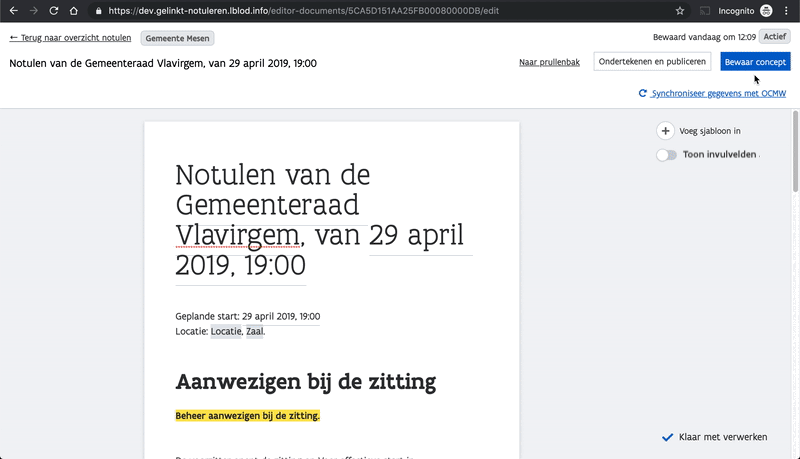 https://dev.gelinkt-notuleren.lblod.info/editor-documents/5CA5D151AA25FB00080000DB/edit
Incognito
← Terug naar overzicht notulen
Gemeente Mesen
Bewaard vandaag om 12:09
Actief
Notulen van de Gemeenteraad Vlavirgem, van 29 april 2019, 19:00
Naar prullenbak
Ondertekenen en publiceren
Bewaar concept
Synchroniseer gegevens met OCMW
Voeg sjabloon in
Toon invulvelden
Notulen van de
Gemeenteraad
Vlavirgem, van 29 april
2019, 19:00
Geplande start: 29 april 2019, 19:00
Locatie: Locatie, Zaal.
Aanwezigen bij de zitting
Beheer aanwezigen bij de zitting.
Klaar met verwerken